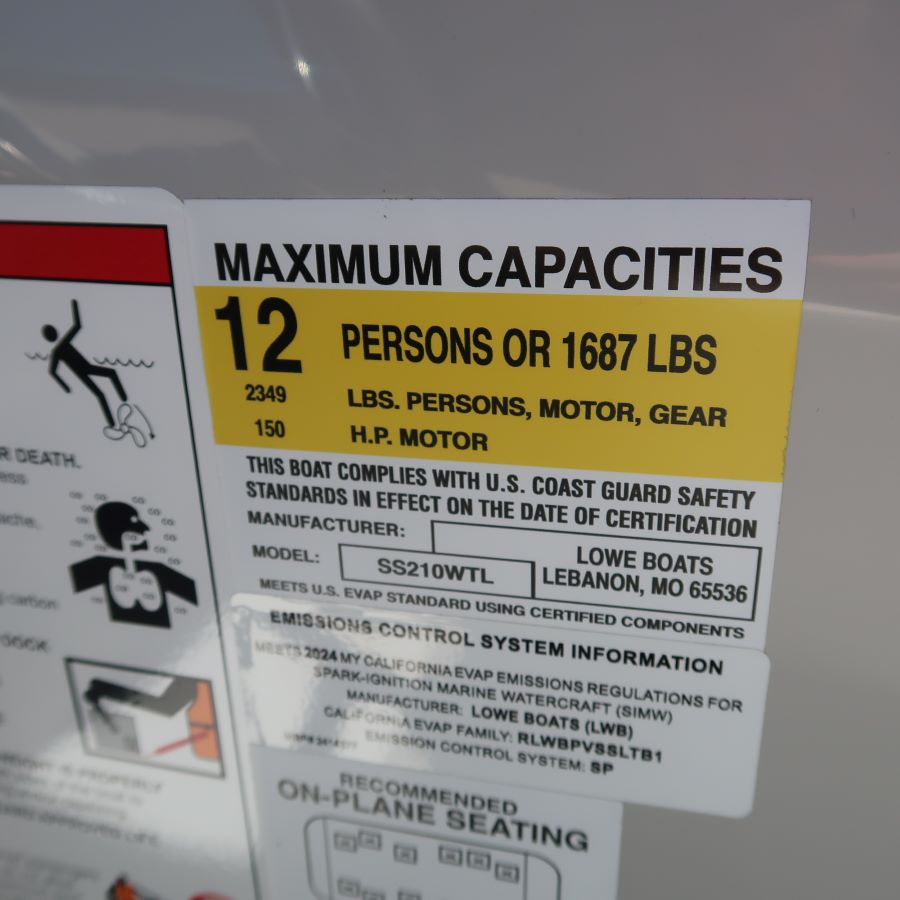 MAXIMUM CAPACITIES
12 PERSONS OR 1687 LBS
2349 LBS. PERSONS, MOTOR, GEAR
150 H.P. MOTOR
THIS BOAT COMPLIES WITH U.S. COAST GUARD SAFETY
STANDARDS IN EFFECT ON THE DATE OF CERTIFICATION
MANUFACTURER:
LOWE BOATS
LEBANON, MO 65536
MODEL: SS210WTL
MEETS U.S. EVAP STANDARD USING CERTIFIED COMPONENTS
EMISSIONS CONTROL SYSTEM INFORMATION
MEETS 2024 MY CALIFORNIA EVAP EMISSIONS REGULATIONS FOR
SPARK-IGNITION MARINE WATERCRAFT (SIMW)
MANUFACTURER: LOWE BOATS (LWB)
CALIFORNIA EVAP FAMILY: RLWBPVSSLTB1
EMISSION CONTROL SYSTEM: SP
RECOMMENDED
ON-PLANE SEATING
DEATH.
carbon
IS PROPERLY
LIFE